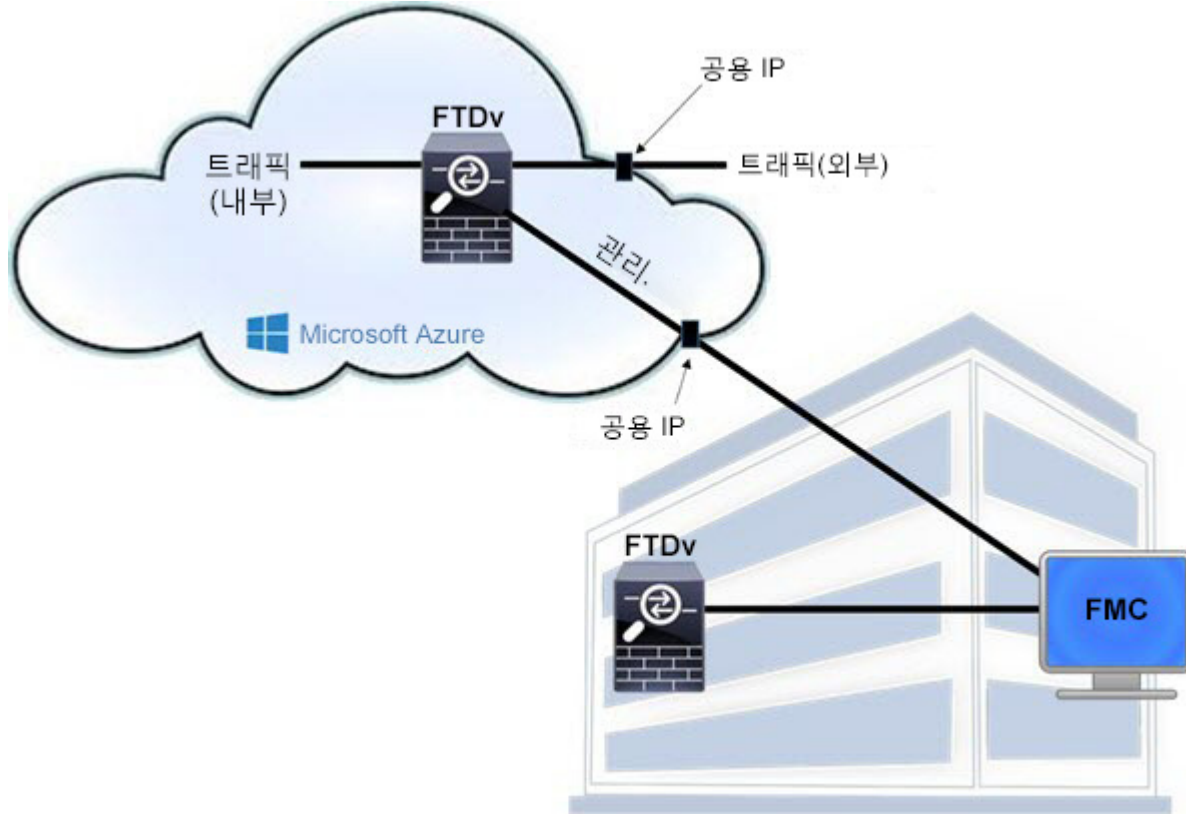 공용 IP
FTDv
트래픽
(내부)
트래픽(외부)
관리.
Microsoft Azure
공용 IP
FTDv
FMC